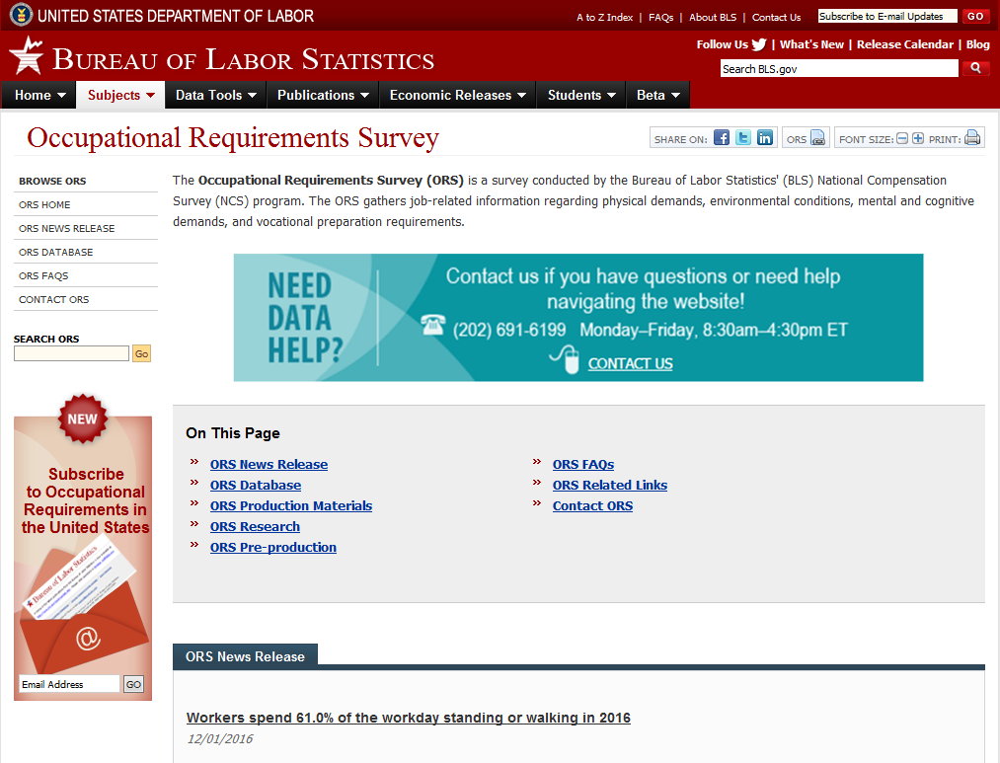 UNITED STATES DEPARTMENT OF LABOR
A to Z Index | FAQs | About BLS | Contact Us
Subscribe to E-mail Updates GO
BUREAU OF LABOR STATISTICS
Follow Us | What's New | Release Calendar | Blog
Search BLS.gov
Home Subjects Data Tools Publications Economic Releases Students Beta
Occupational Requirements Survey
SHARE ON: ORS FONT SIZE: PRINT:
BROWSE ORS
ORS HOME
ORS NEWS RELEASE
ORS DATABASE
ORS FAQS
CONTACT ORS
SEARCH ORS
Go
NEW
Subscribe
to Occupational
Requirements in
the United States
Bureau of Labor Statistics
@
Email Address GO
The Occupational Requirements Survey (ORS) is a survey conducted by the Bureau of Labor Statistics' (BLS) National Compensation
Survey (NCS) program. The ORS gathers job-related information regarding physical demands, environmental conditions, mental and cognitive
demands, and vocational preparation requirements.
NEED
DATA
HELP?
Contact us if you have questions or need help
navigating the website!
(202) 691-6199 Monday–Friday, 8:30am–4:30pm ET
CONTACT US
On This Page
ORS News Release
ORS Database
ORS Production Materials
ORS Research
ORS Pre-production
ORS FAQs
ORS Related Links
Contact ORS
ORS News Release
Workers spend 61.0% of the workday standing or walking in 2016
12/01/2016